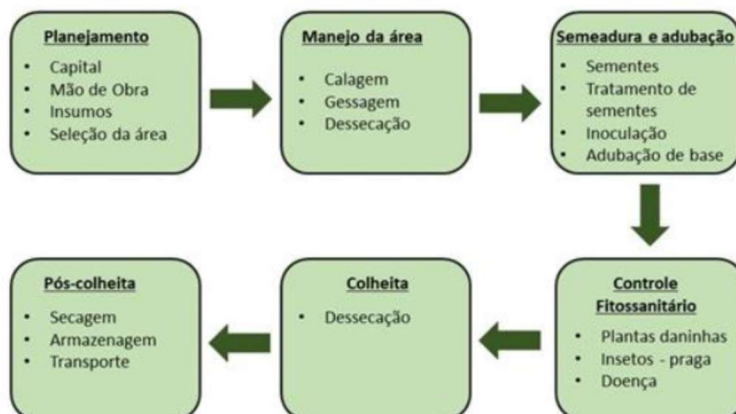 Planejamento
• Capital
• Mão de Obra
• Insumos
• Seleção da área
Manejo da área
• Calagem
• Gessagem
• Dessecação
Semeadura e adubação
• Sementes
• Tratamento de
sementes
• Inoculação
• Adubação de base
Controle
Fitossanitário
• Plantas daninhas
• Insetos - praga
• Doença
Colheita
• Dessecação
Pós-colheita
• Secagem
• Armazenagem
• Transporte